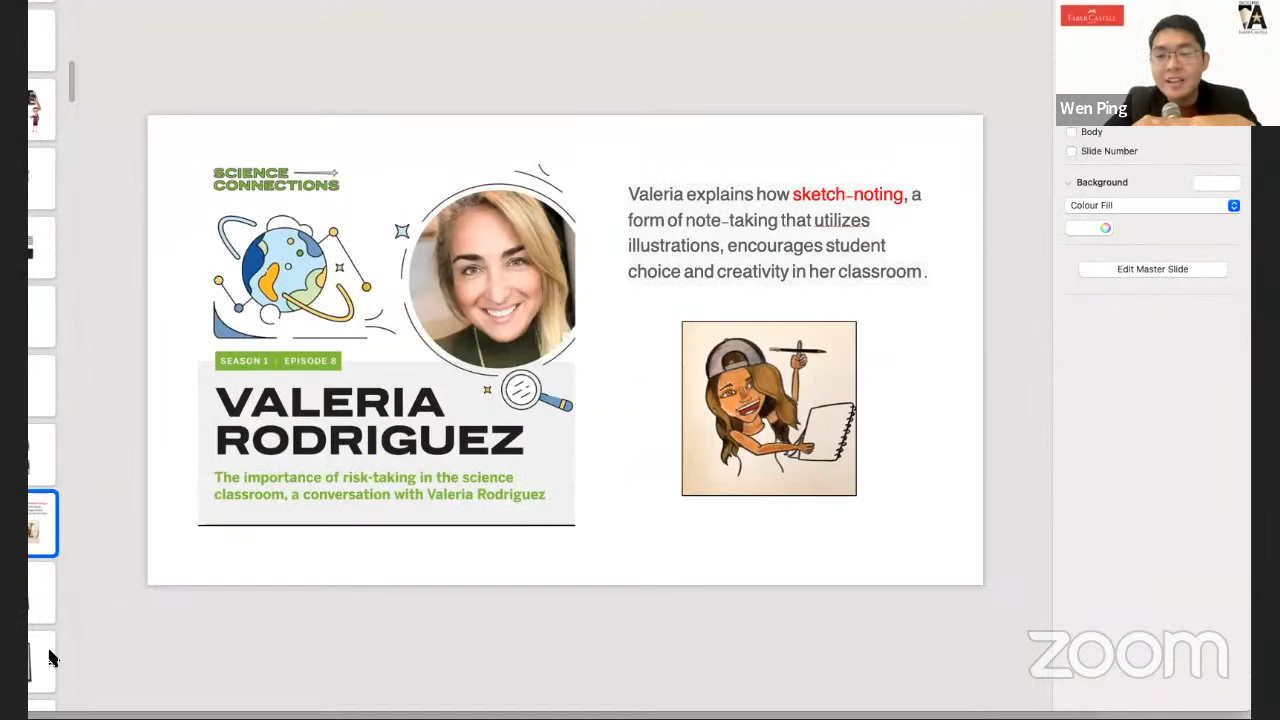 SCIENCE
CONNECTIONS
SEASON 1 | EPISODE 8
VALERIA
RODRIGUEZ
The importance of risk-taking in the science
classroom, a conversation with Valeria Rodriguez
Valeria explains how sketch-noting, a
form of note-taking that utilizes
illustrations, encourages student
choice and creativity in her classroom.
FABER-CASTELL
Wen Ping
Body
Slide Number
Background
Colour Fill
Edit Master Slide
zoom